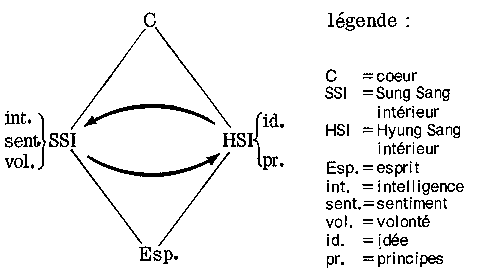 C
int.
sent.
vol.
SSI
HSI
id.
pr.
Esp.
légende :
C = coeur
SSI = Sung Sang
intérieur
HSI = Hyung Sang
intérieur
Esp. = esprit
int. = intelligence
sent. = sentiment
vol. = volonté
id. = idée
pr. = principes